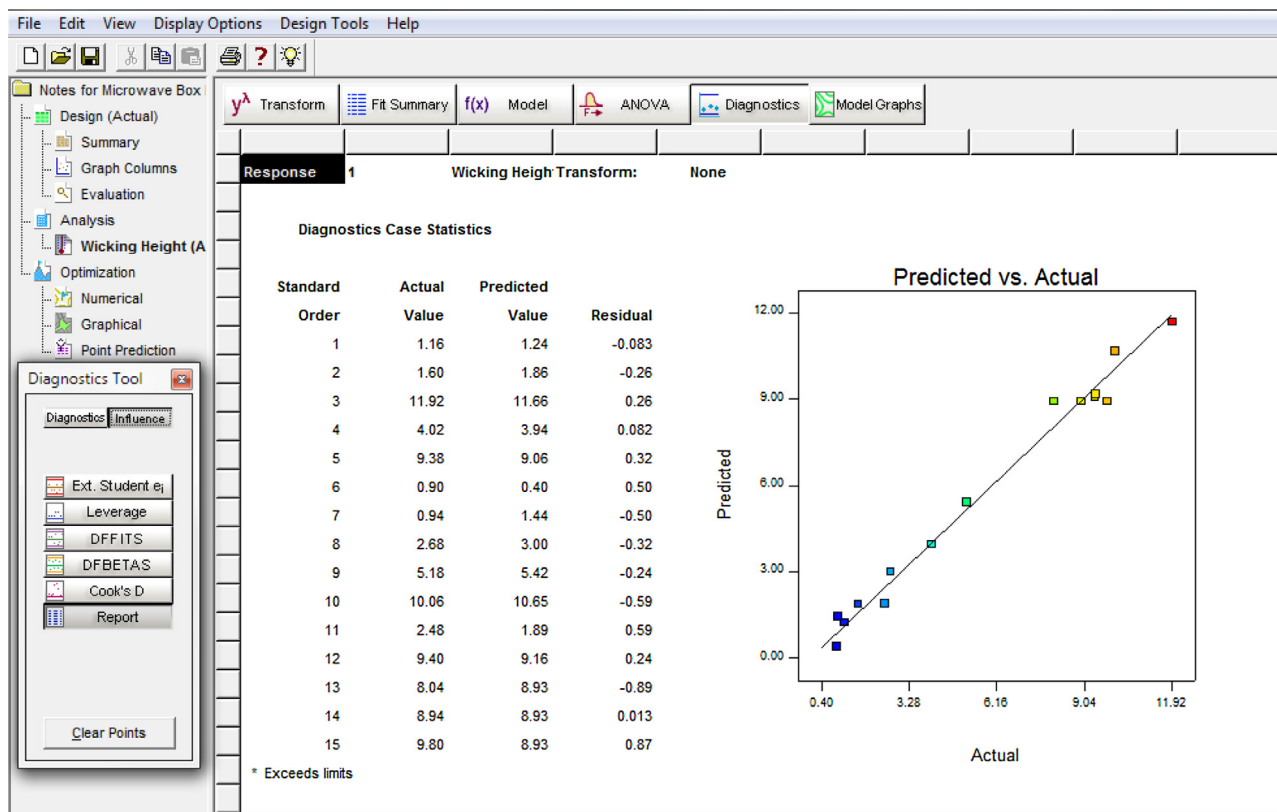 File Edit View Display Options Design Tools Help
Notes for Microwave Box
Design (Actual)
Summary
Graph Columns
Evaluation
Analysis
Wicking Height (A
Optimization
Numerical
Graphical
Point Prediction
Diagnostics Tool
Diagnostics Influence
Ext. Student ei
Leverage
DFFITS
DFBETAS
Cook's D
Report
Clear Points
yλ Transform Fit Summary f(x) Model F ANOVA Diagnostics Model Graphs
Response 1 Wicking Heigh Transform: None
Diagnostics Case Statistics
Standard Actual Predicted
Order Value Value Residual
1 1.16 1.24 -0.083
2 1.60 1.86 -0.26
3 11.92 11.66 0.26
4 4.02 3.94 0.082
5 9.38 9.06 0.32
6 0.90 0.40 0.50
7 0.94 1.44 -0.50
8 2.68 3.00 -0.32
9 5.18 5.42 -0.24
10 10.06 10.65 -0.59
11 2.48 1.89 0.59
12 9.40 9.16 0.24
13 8.04 8.93 -0.89
14 8.94 8.93 0.013
15 9.80 8.93 0.87
* Exceeds limits
Predicted vs. Actual
12.00
9.00
6.00
3.00
0.00
Predicted
0.40 3.28 6.16 9.04 11.92
Actual